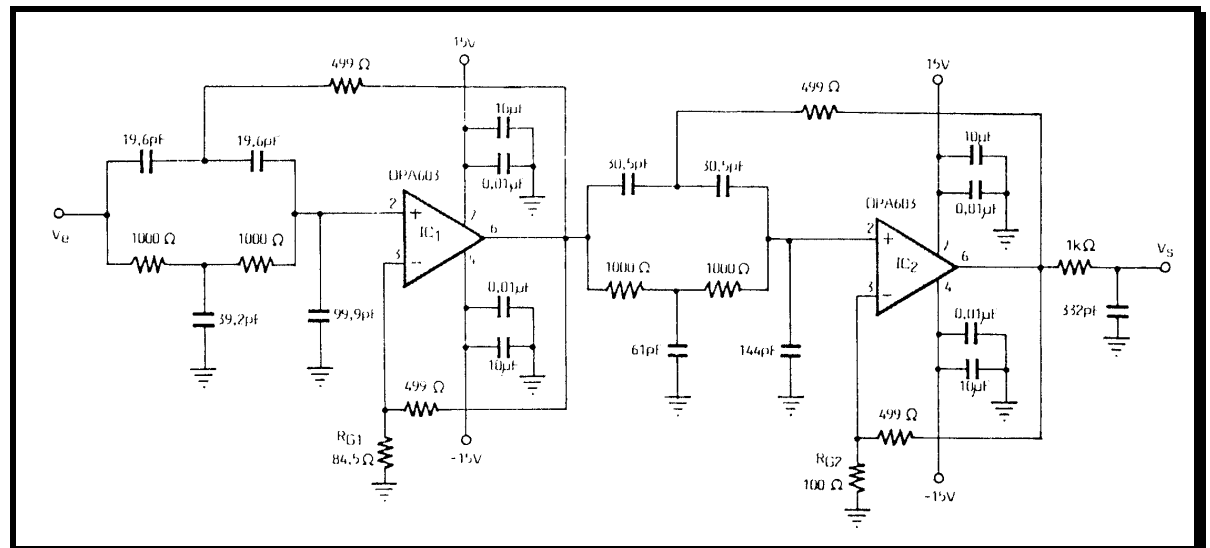 15V
499 Ω
10µF
19,6pF
19,6pF
0,01µF
OPA603
Ve
2
+
IC1
7
6
3
-
4
1000 Ω
1000 Ω
39,2pF
99,9pF
0,01µF
10µF
499 Ω
RG1
84,5Ω
-15V
15V
499 Ω
10µF
30,5pF
30,5pF
0,01µF
OPA603
2
+
IC2
7
6
3
-
4
1kΩ
Vs
1000 Ω
1000 Ω
61pF
144pF
0,01µF
10µF
332pF
499 Ω
RG2
100 Ω
-15V